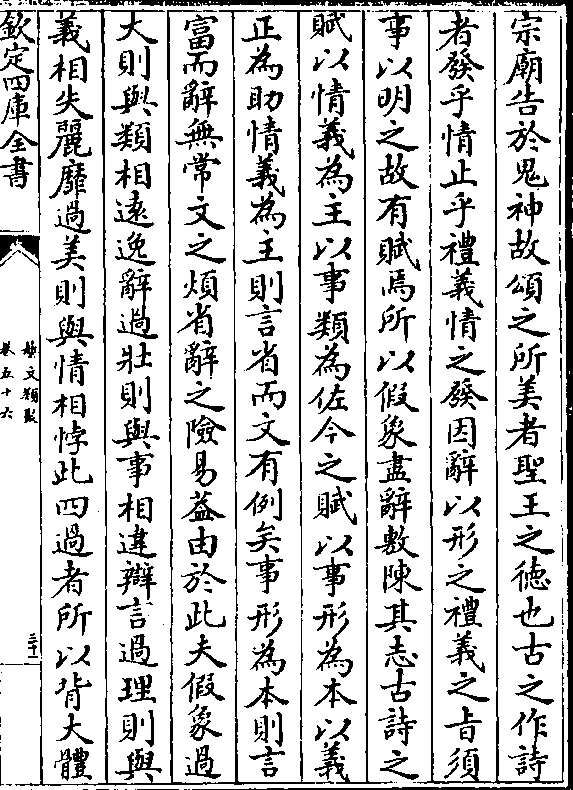 宗廟告於鬼神故頌之所美者聖王之德也古之作詩
者發乎情止乎禮義情之發因辭以形之禮義之㫖須
事以明之故有賦焉所以假象盡辭敷陳其志古詩之
賦以情義為主以事類為佐今之賦以事形為本以義
正為助情義為王則言省而文有例矣事形為本則言
富而辭無常文之煩省辭之險易葢由於此夫假象過
大則與類相遠逸辭過壯則與事相違辯言過理則與
義相失麗靡過美則與情相悖此四過者所以背大體
欽定四庫全書
藝文類聚
卷五十六
三十